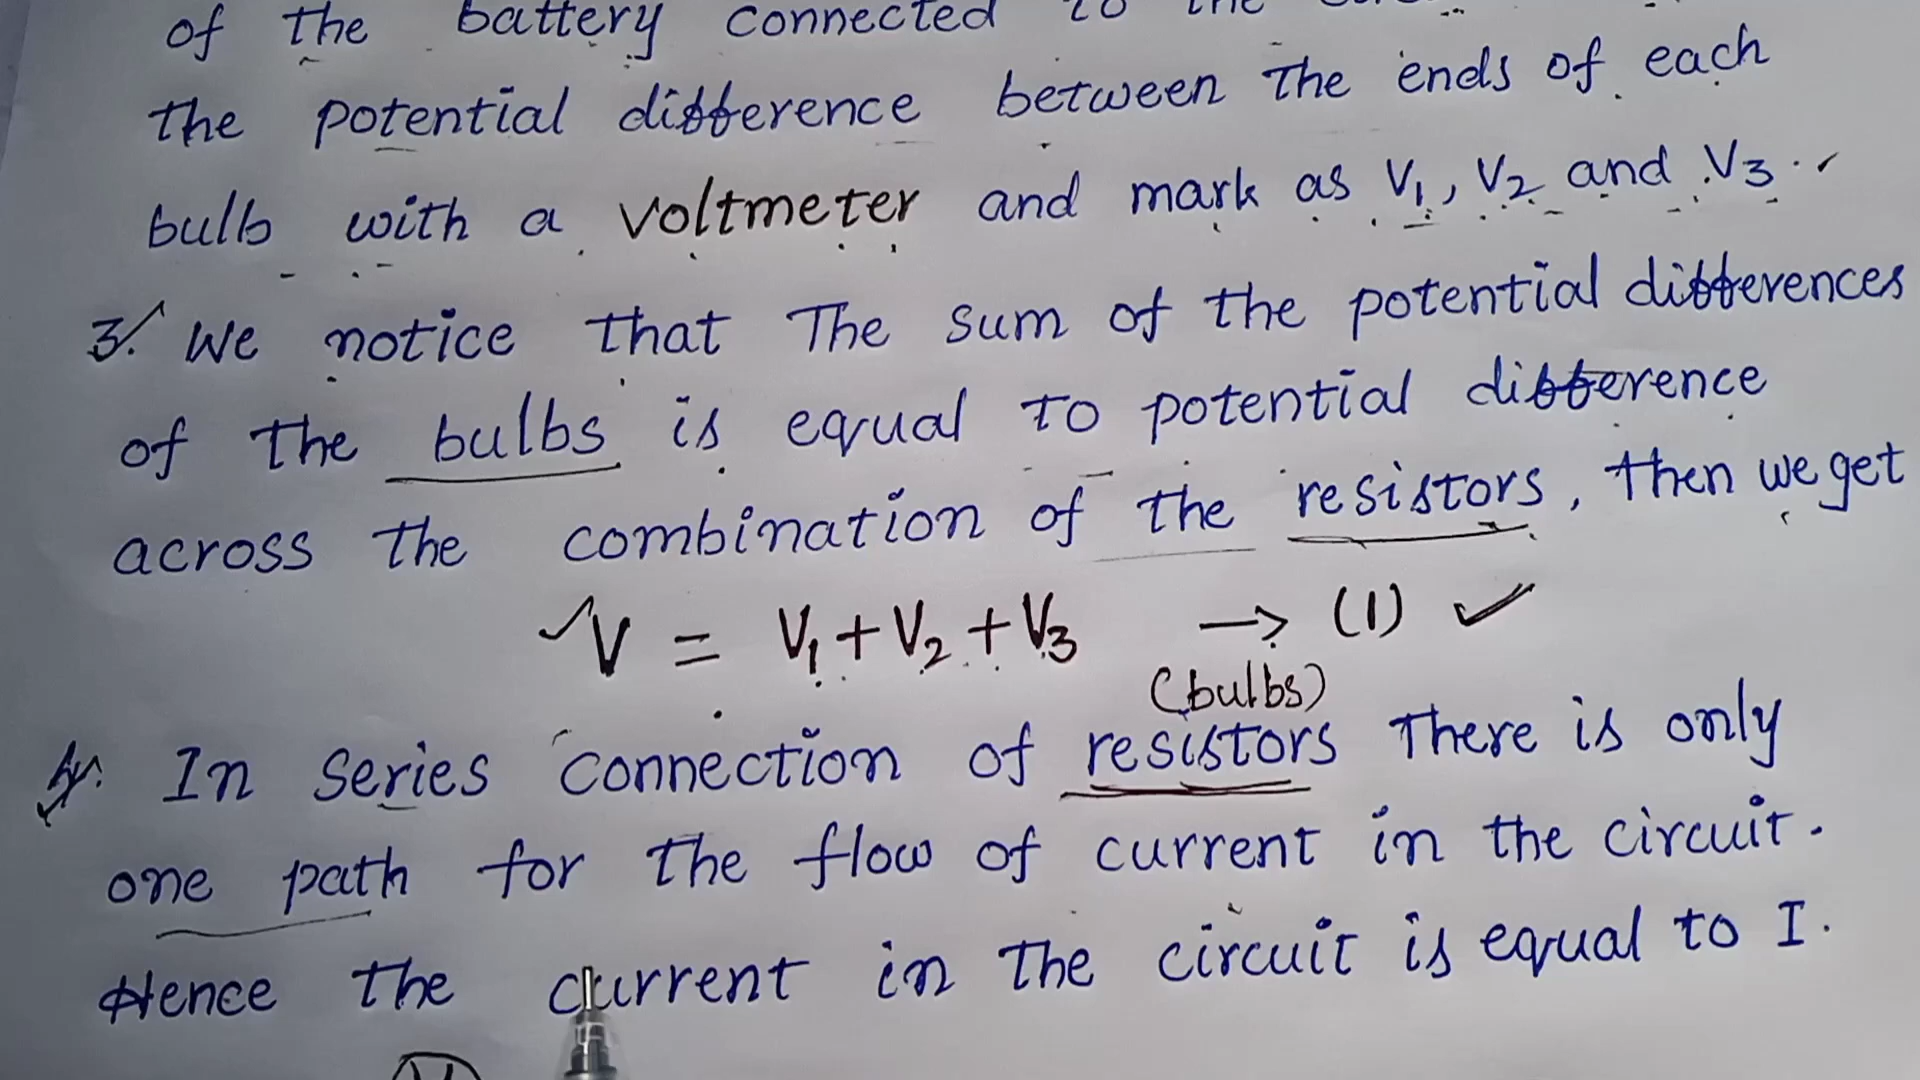 of the battery connected to the
the potential difference between the ends of each
bulb with a voltmeter and mark as V1, V2 and V3.
3. We notice that The sum of the potential differences
of the bulbs is equal to potential difference
across the combination of the resistors, then we get
V = V1 + V2 + V3 → (1) ✓
(bulbs)
4. In series connection of resistors there is only
one path for the flow of current in the circuit.
Hence the current in the circuit is equal to I.